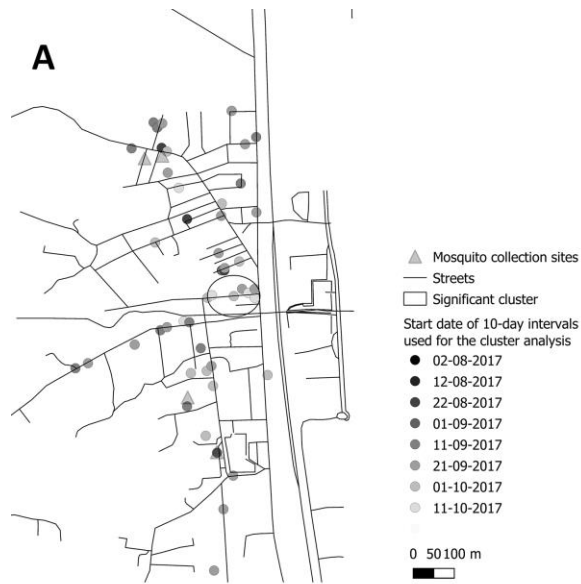 A
Mosquito collection sites
Streets
Significant cluster
Start date of 10-day intervals
used for the cluster analysis
02-08-2017
12-08-2017
22-08-2017
01-09-2017
11-09-2017
21-09-2017
01-10-2017
11-10-2017
0 50 100 m